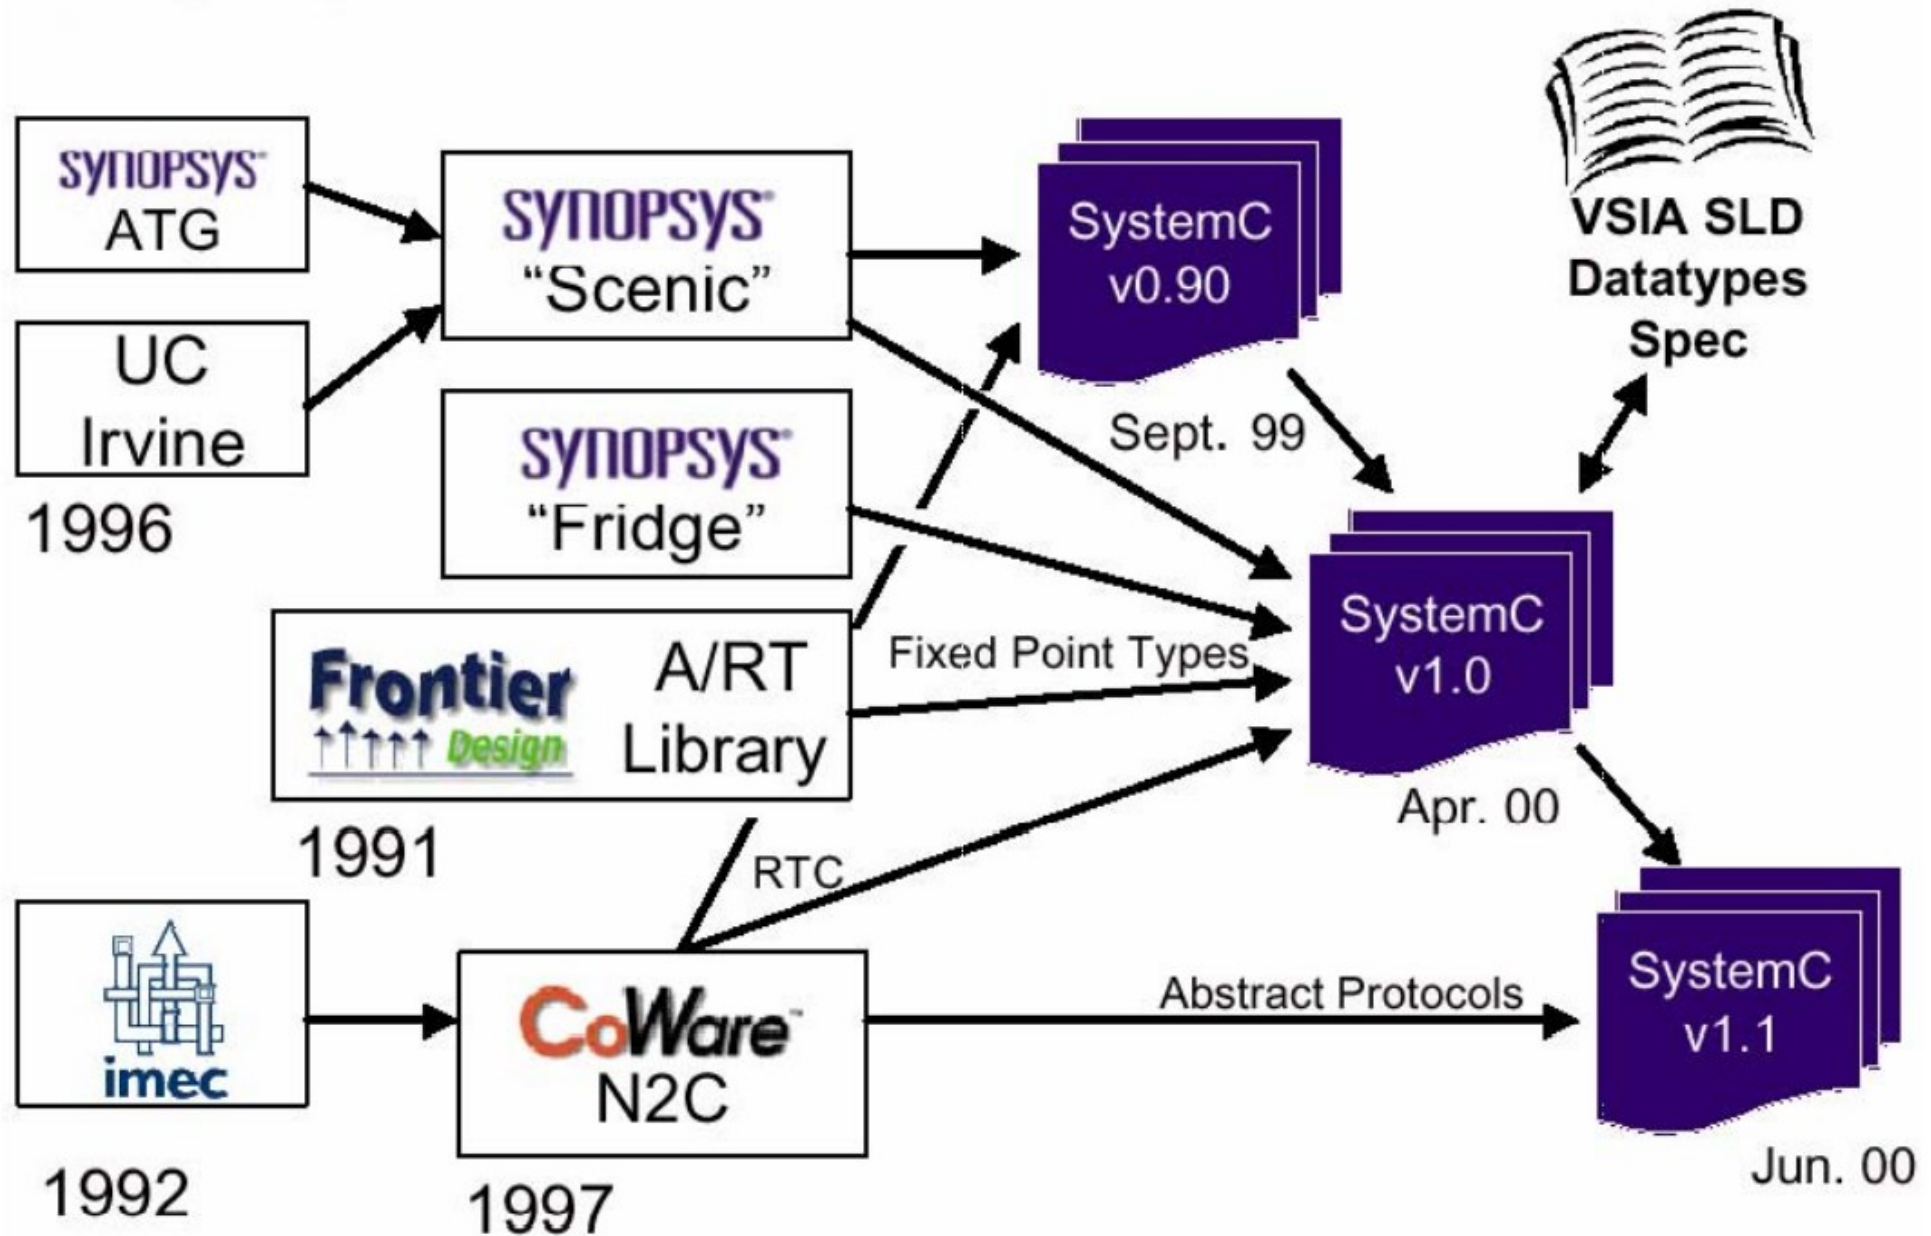 SYNOPSYS
ATG
UC
Irvine
1996
SYNOPSYS
“Scenic”
SYNOPSYS
“Fridge”
Frontier
Design
A/RT
Library
1991
imec
1992
CoWare™
N2C
1997
SystemC
v0.90
Sept. 99
VSIA SLD
Datatypes
Spec
Fixed Point Types
RTC
SystemC
v1.0
Apr. 00
Abstract Protocols
SystemC
v1.1
Jun. 00